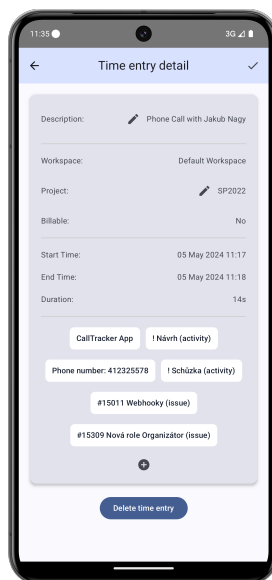 11:35 3G
Time entry detail
Description: Phone Call with Jakub Nagy
Workspace: Default Workspace
Project: SP2022
Billable: No
Start Time: 05 May 2024 11:17
End Time: 05 May 2024 11:18
Duration: 14s
CallTracker App ! Návrh (activity)
Phone number: 412325578 ! Schůzka (activity)
#15011 Webhooky (issue)
#15309 Nová role Organizátor (issue)
Delete time entry